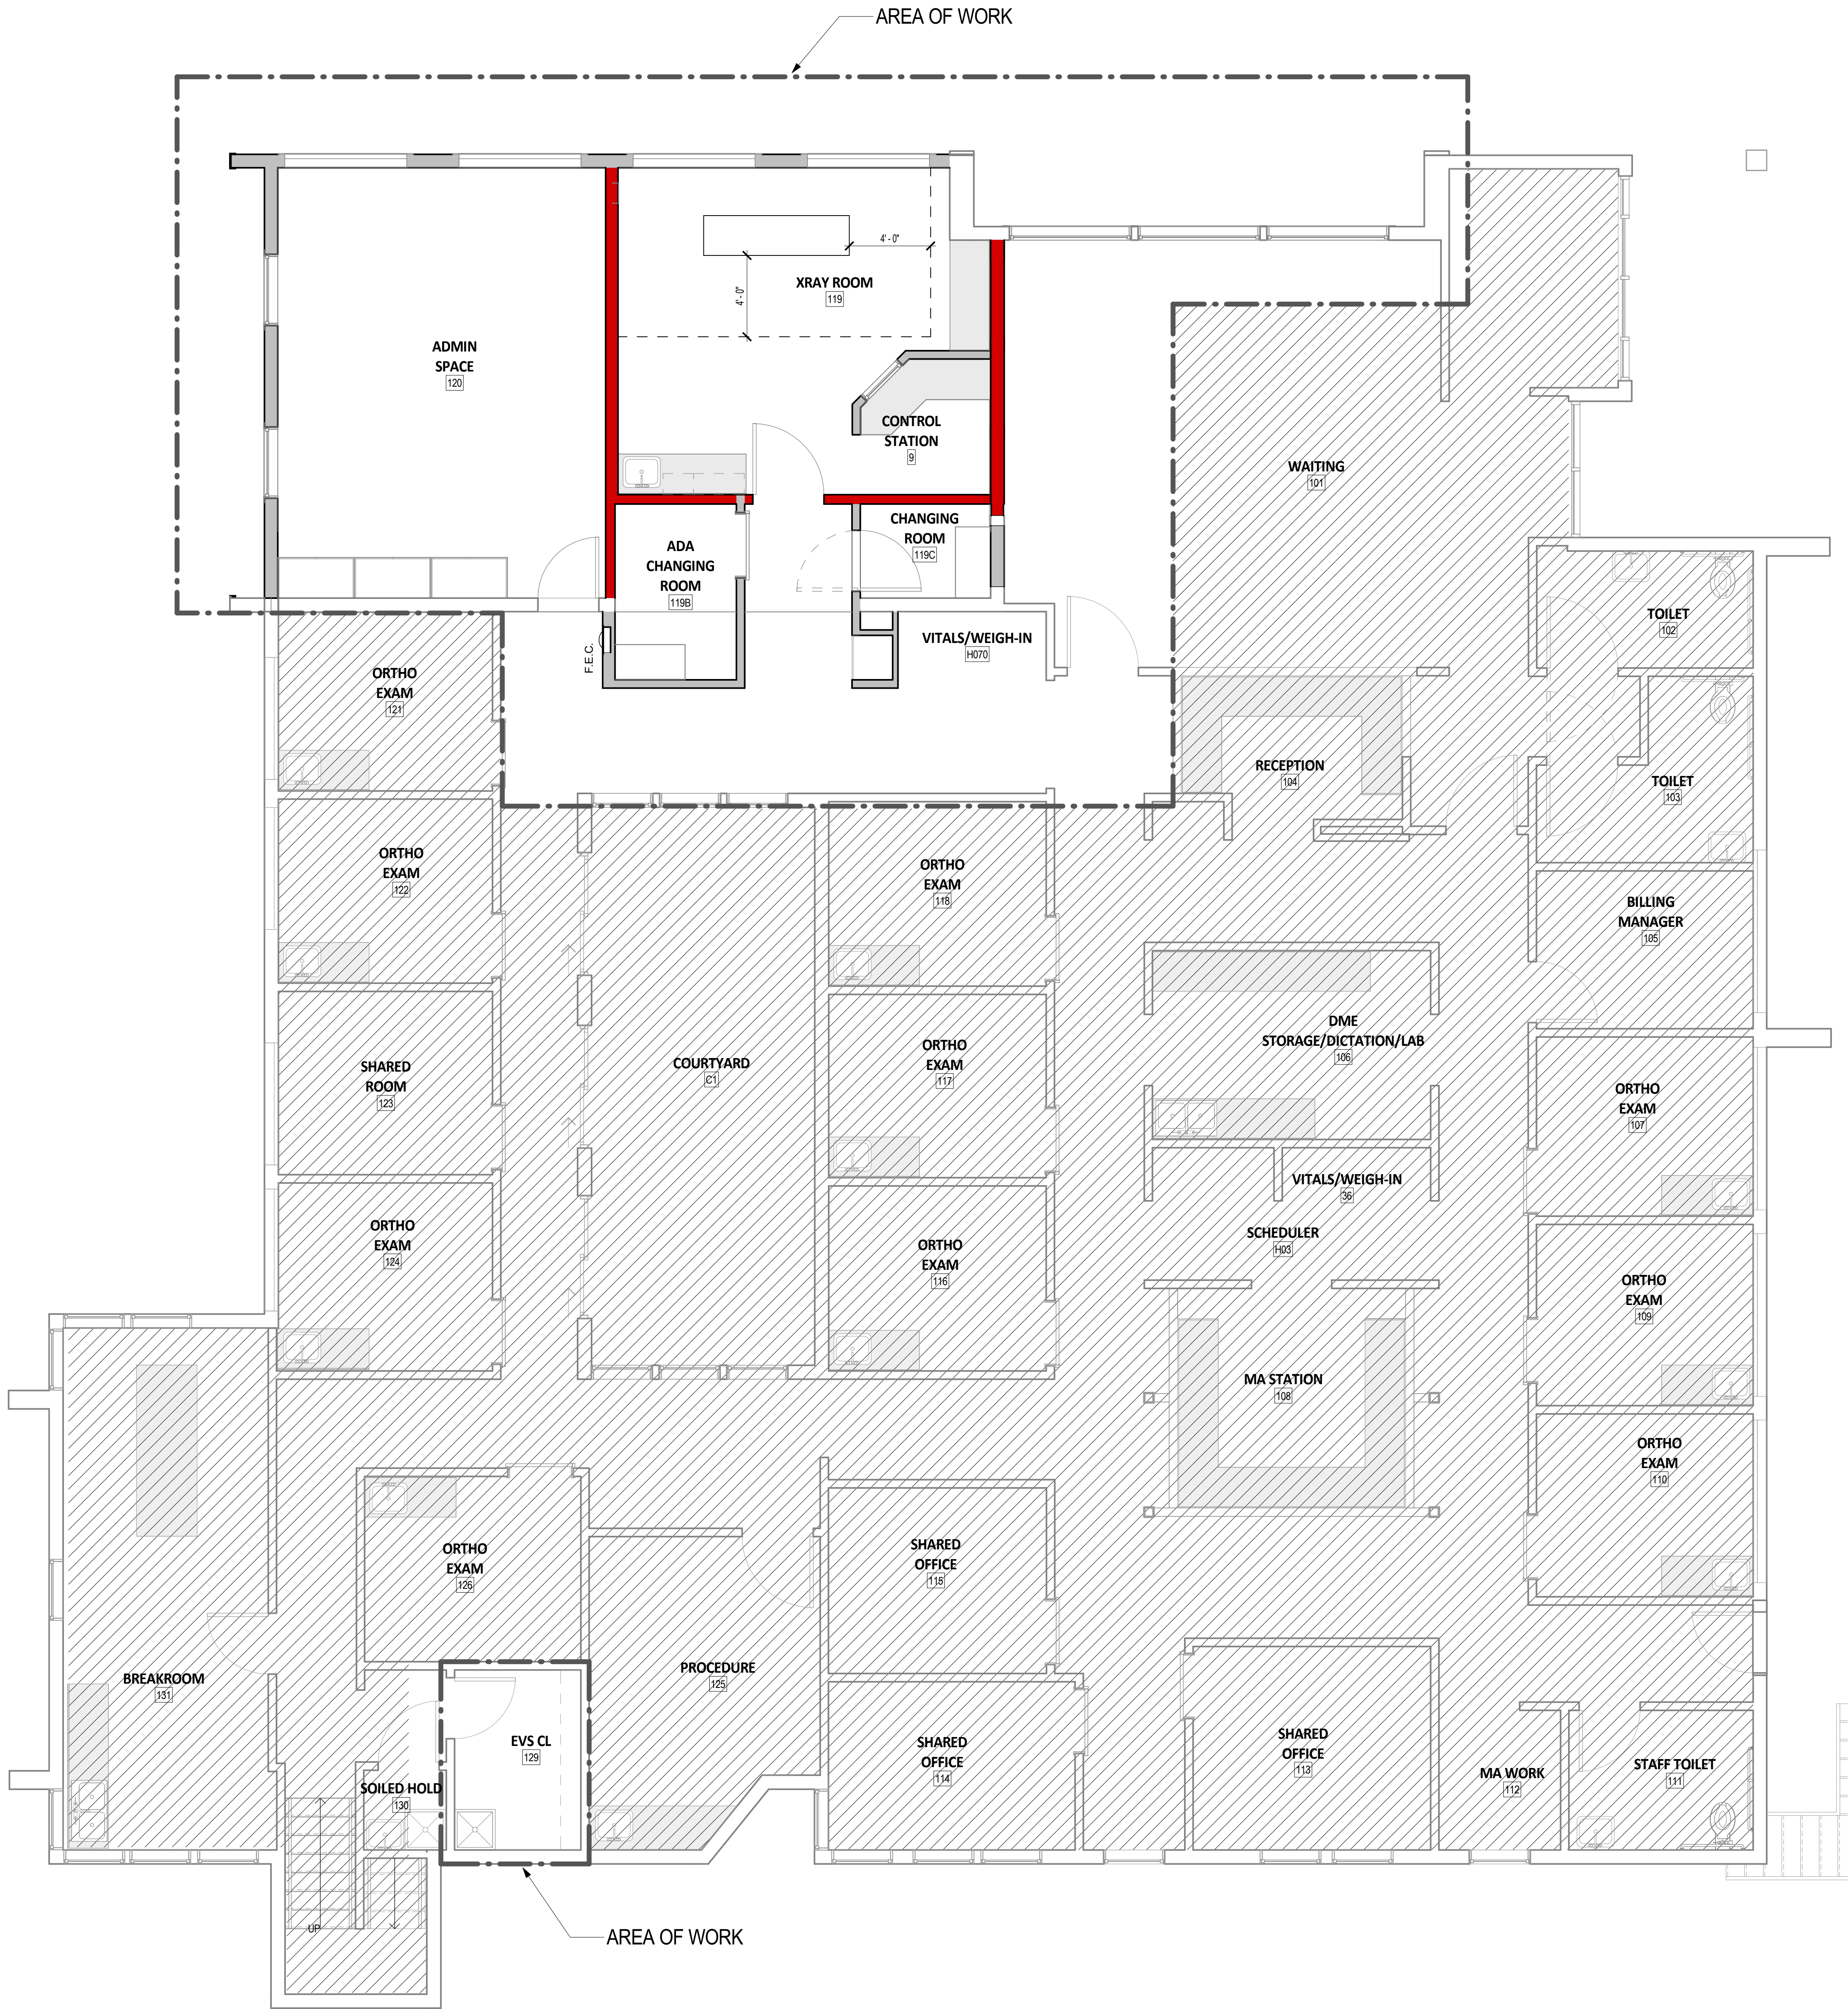 AREA OF WORK
4' - 0"
XRAY ROOM
119
4' - 0"
ADMIN
SPACE
120
CONTROL
STATION
9
WAITING
101
CHANGING
ROOM
119C
ADA
CHANGING
ROOM
119B
TOILET
102
VITALS/WEIGH-IN
H070
F.E.C.
ORTHO
EXAM
121
RECEPTION
104
TOILET
103
ORTHO
EXAM
122
ORTHO
EXAM
118
BILLING
MANAGER
105
DME
STORAGE/DICTATION/LAB
106
ORTHO
EXAM
117
COURTYARD
C1
SHARED
ROOM
123
ORTHO
EXAM
107
VITALS/WEIGH-IN
36
SCHEDULER
H03
ORTHO
EXAM
124
ORTHO
EXAM
116
ORTHO
EXAM
109
MA STATION
108
ORTHO
EXAM
110
ORTHO
EXAM
126
SHARED
OFFICE
115
BREAKROOM
131
PROCEDURE
125
EVS CL
129
SHARED
OFFICE
114
SHARED
OFFICE
113
MA WORK
112
STAFF TOILET
111
SOILED HOLD
130
UP
AREA OF WORK